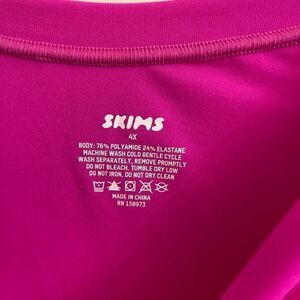 SKIMS
4X
BODY: 76% POLYAMIDE 24% ELASTANE
MACHINE WASH COLD GENTLE CYCLE
WASH SEPARATELY, REMOVE PROMPTLY
DO NOT BLEACH, TUMBLE DRY LOW
DO NOT IRON, DO NOT DRY CLEAN
MADE IN CHINA
RN 158973